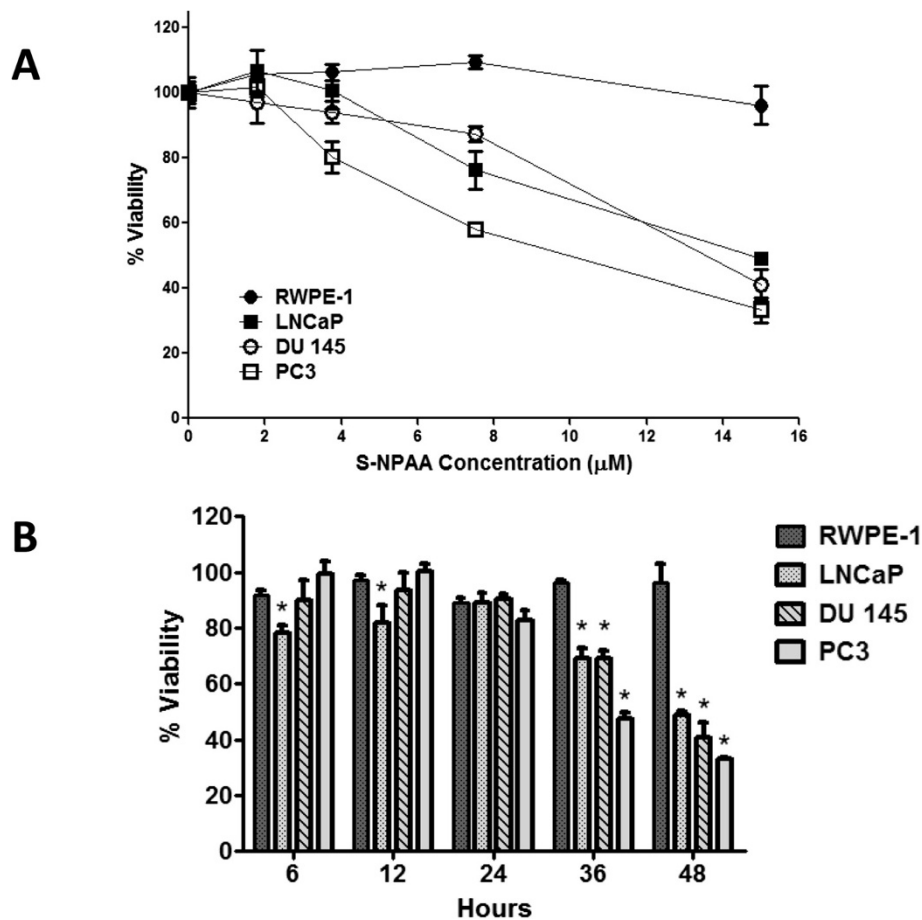 A
120
100
80
60
40
20
0
% Viability
RWPE-1
LNCaP
DU 145
PC3
0 2 4 6 8 10 12 14 16
S-NPAA Concentration (μM)
B
120
100
80
60
40
20
0
% Viability
* * * * * * * *
RWPE-1
LNCaP
DU 145
PC3
6 12 24 36 48
Hours